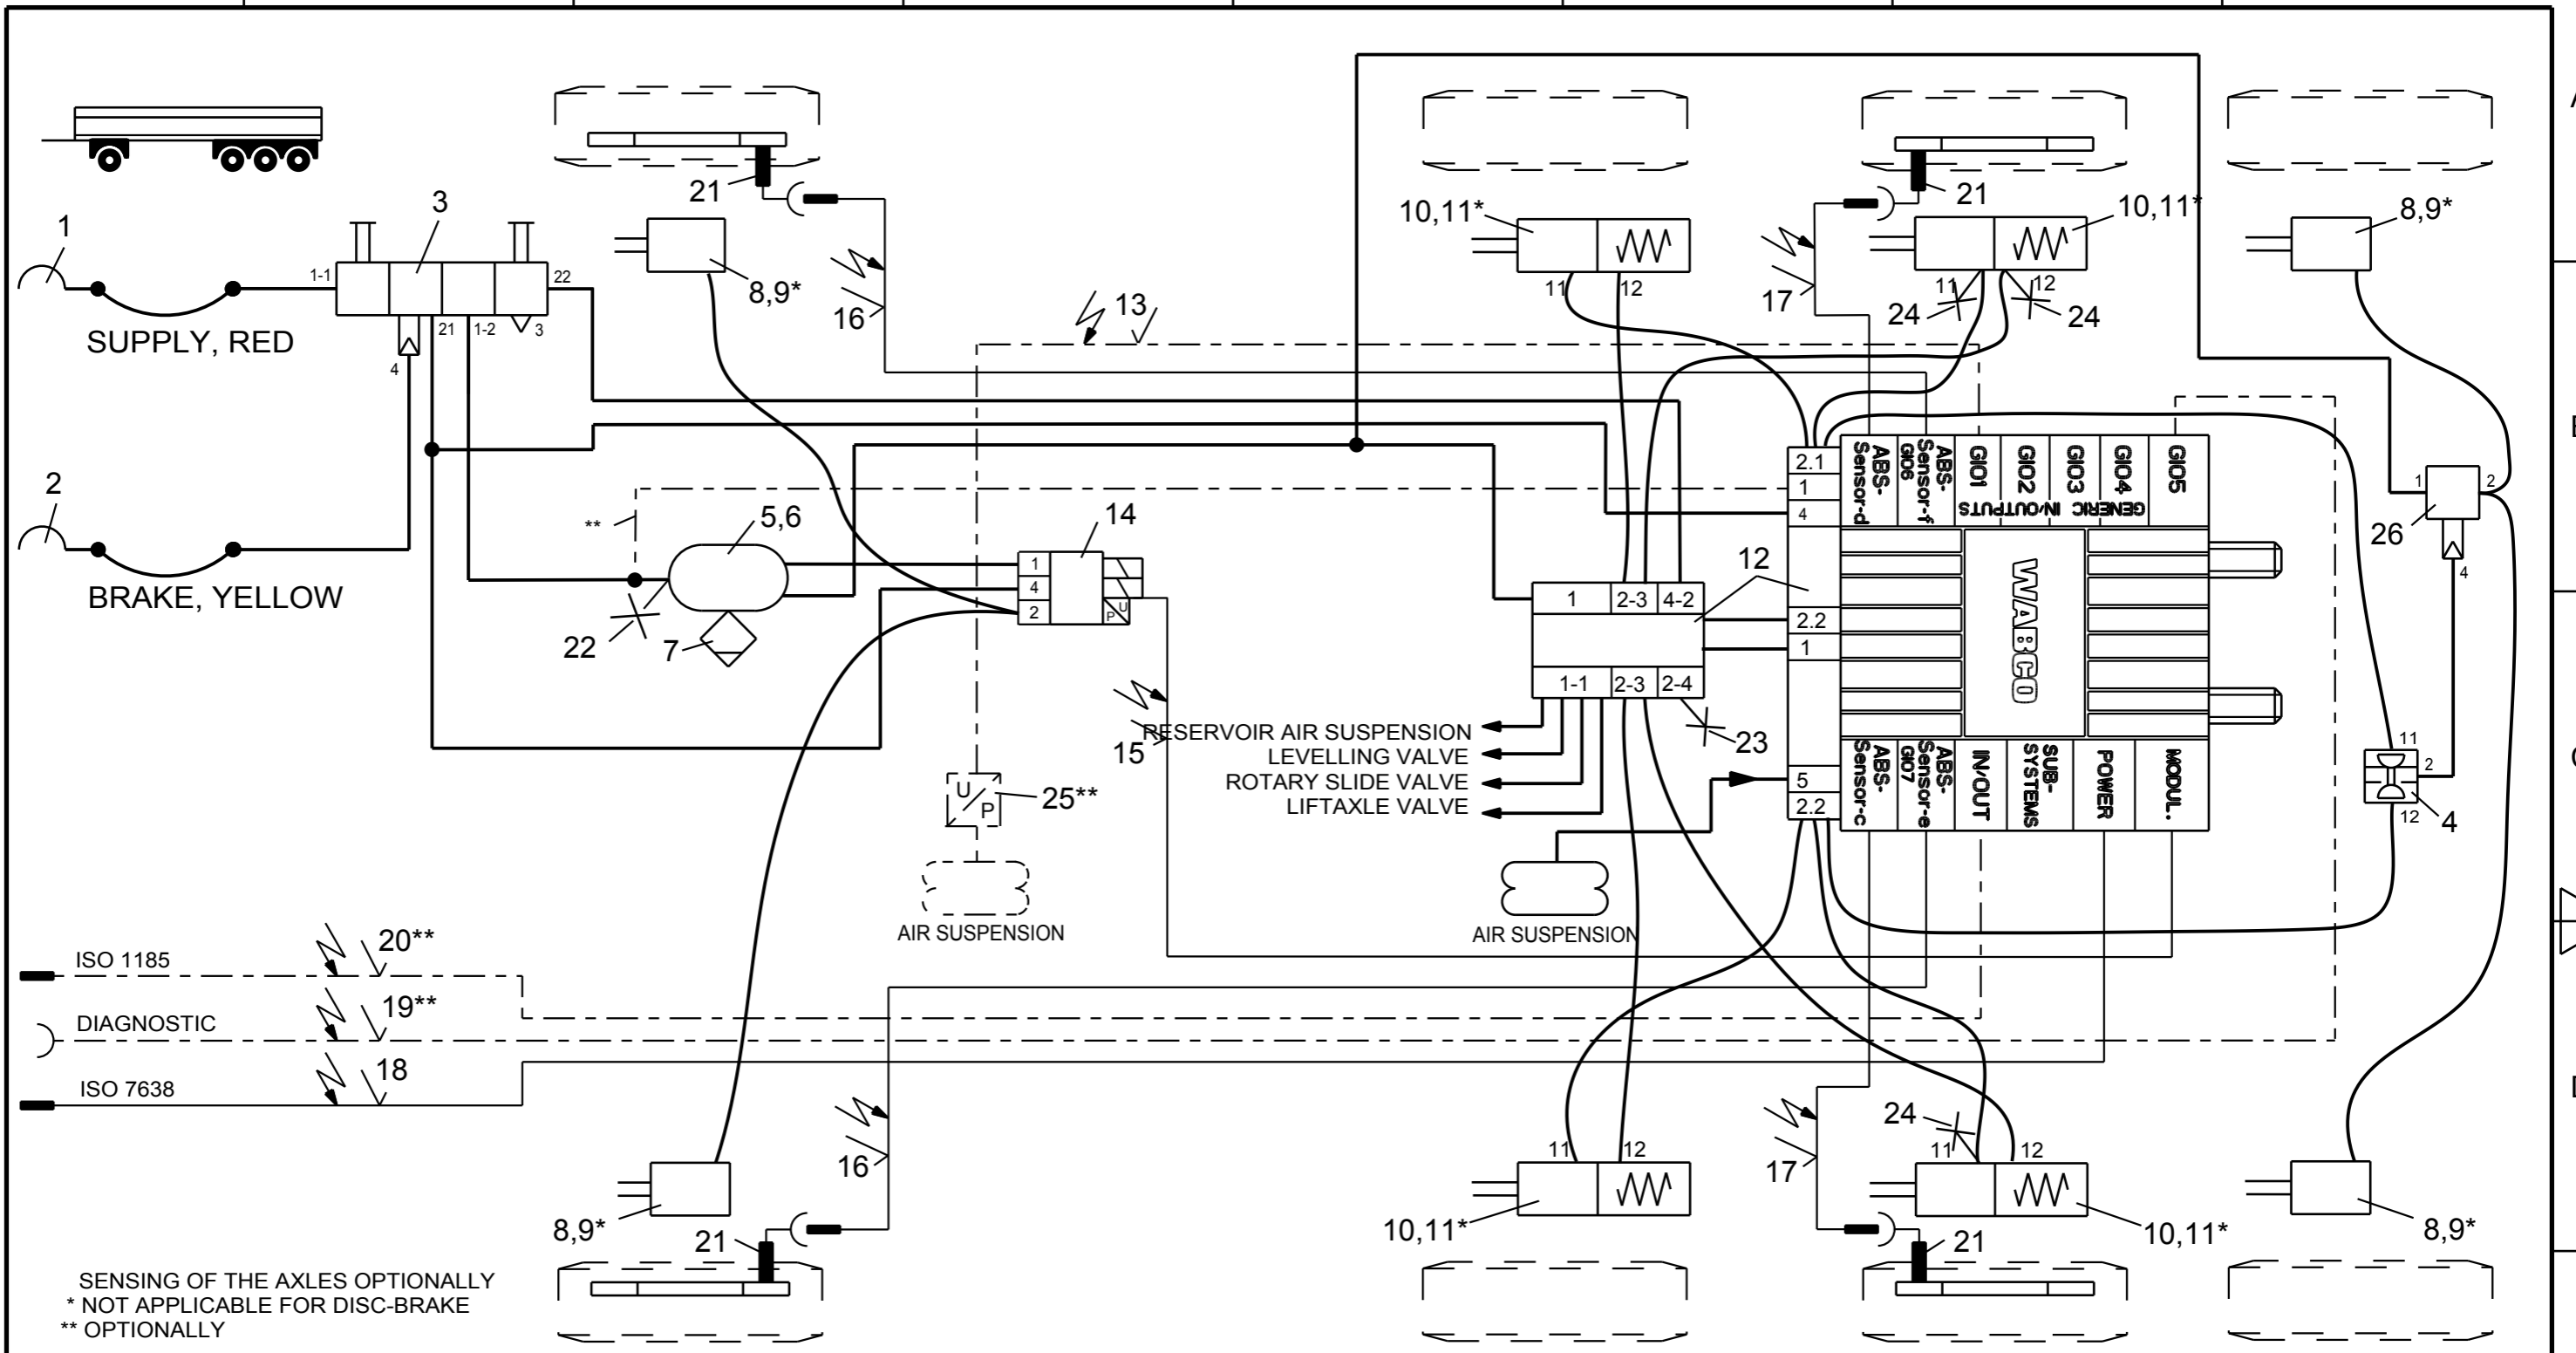 A
21
21
1
3
10,11*
10,11*
8,9*
1-1
22
8,9*
11
12
11
12
16
13
17
24
24
SUPPLY, RED
21
1-2
3
4
2
2.1
1
4
ABS-
Sensor-d
ABS-
Sensor-f
GIO6
GIO1
GIO2
GIO3
GIO4
GIO5
GENERIC IN/OUTPUTS
1
2
26
4
**
5,6
14
BRAKE, YELLOW
1
4
2
U
P
12
1
2-3
4-2
2.2
1
WABCO
22
7
1-1
2-3
2-4
23
15
RESERVOIR AIR SUSPENSION
LEVELLING VALVE
ROTARY SLIDE VALVE
LIFTAXLE VALVE
U
P
25**
5
2.2
ABS-
Sensor-c
ABS-
Sensor-e
GIO7
IN/OUT
SUB-
SYSTEMS
POWER
MODUL.
11
2
12
4
AIR SUSPENSION
AIR SUSPENSION
ISO 1185
20**
DIAGNOSTIC
19**
ISO 7638
18
16
17
24
11
12
11
12
8,9*
21
10,11*
21
10,11*
8,9*
SENSING OF THE AXLES OPTIONALLY
* NOT APPLICABLE FOR DISC-BRAKE
** OPTIONALLY